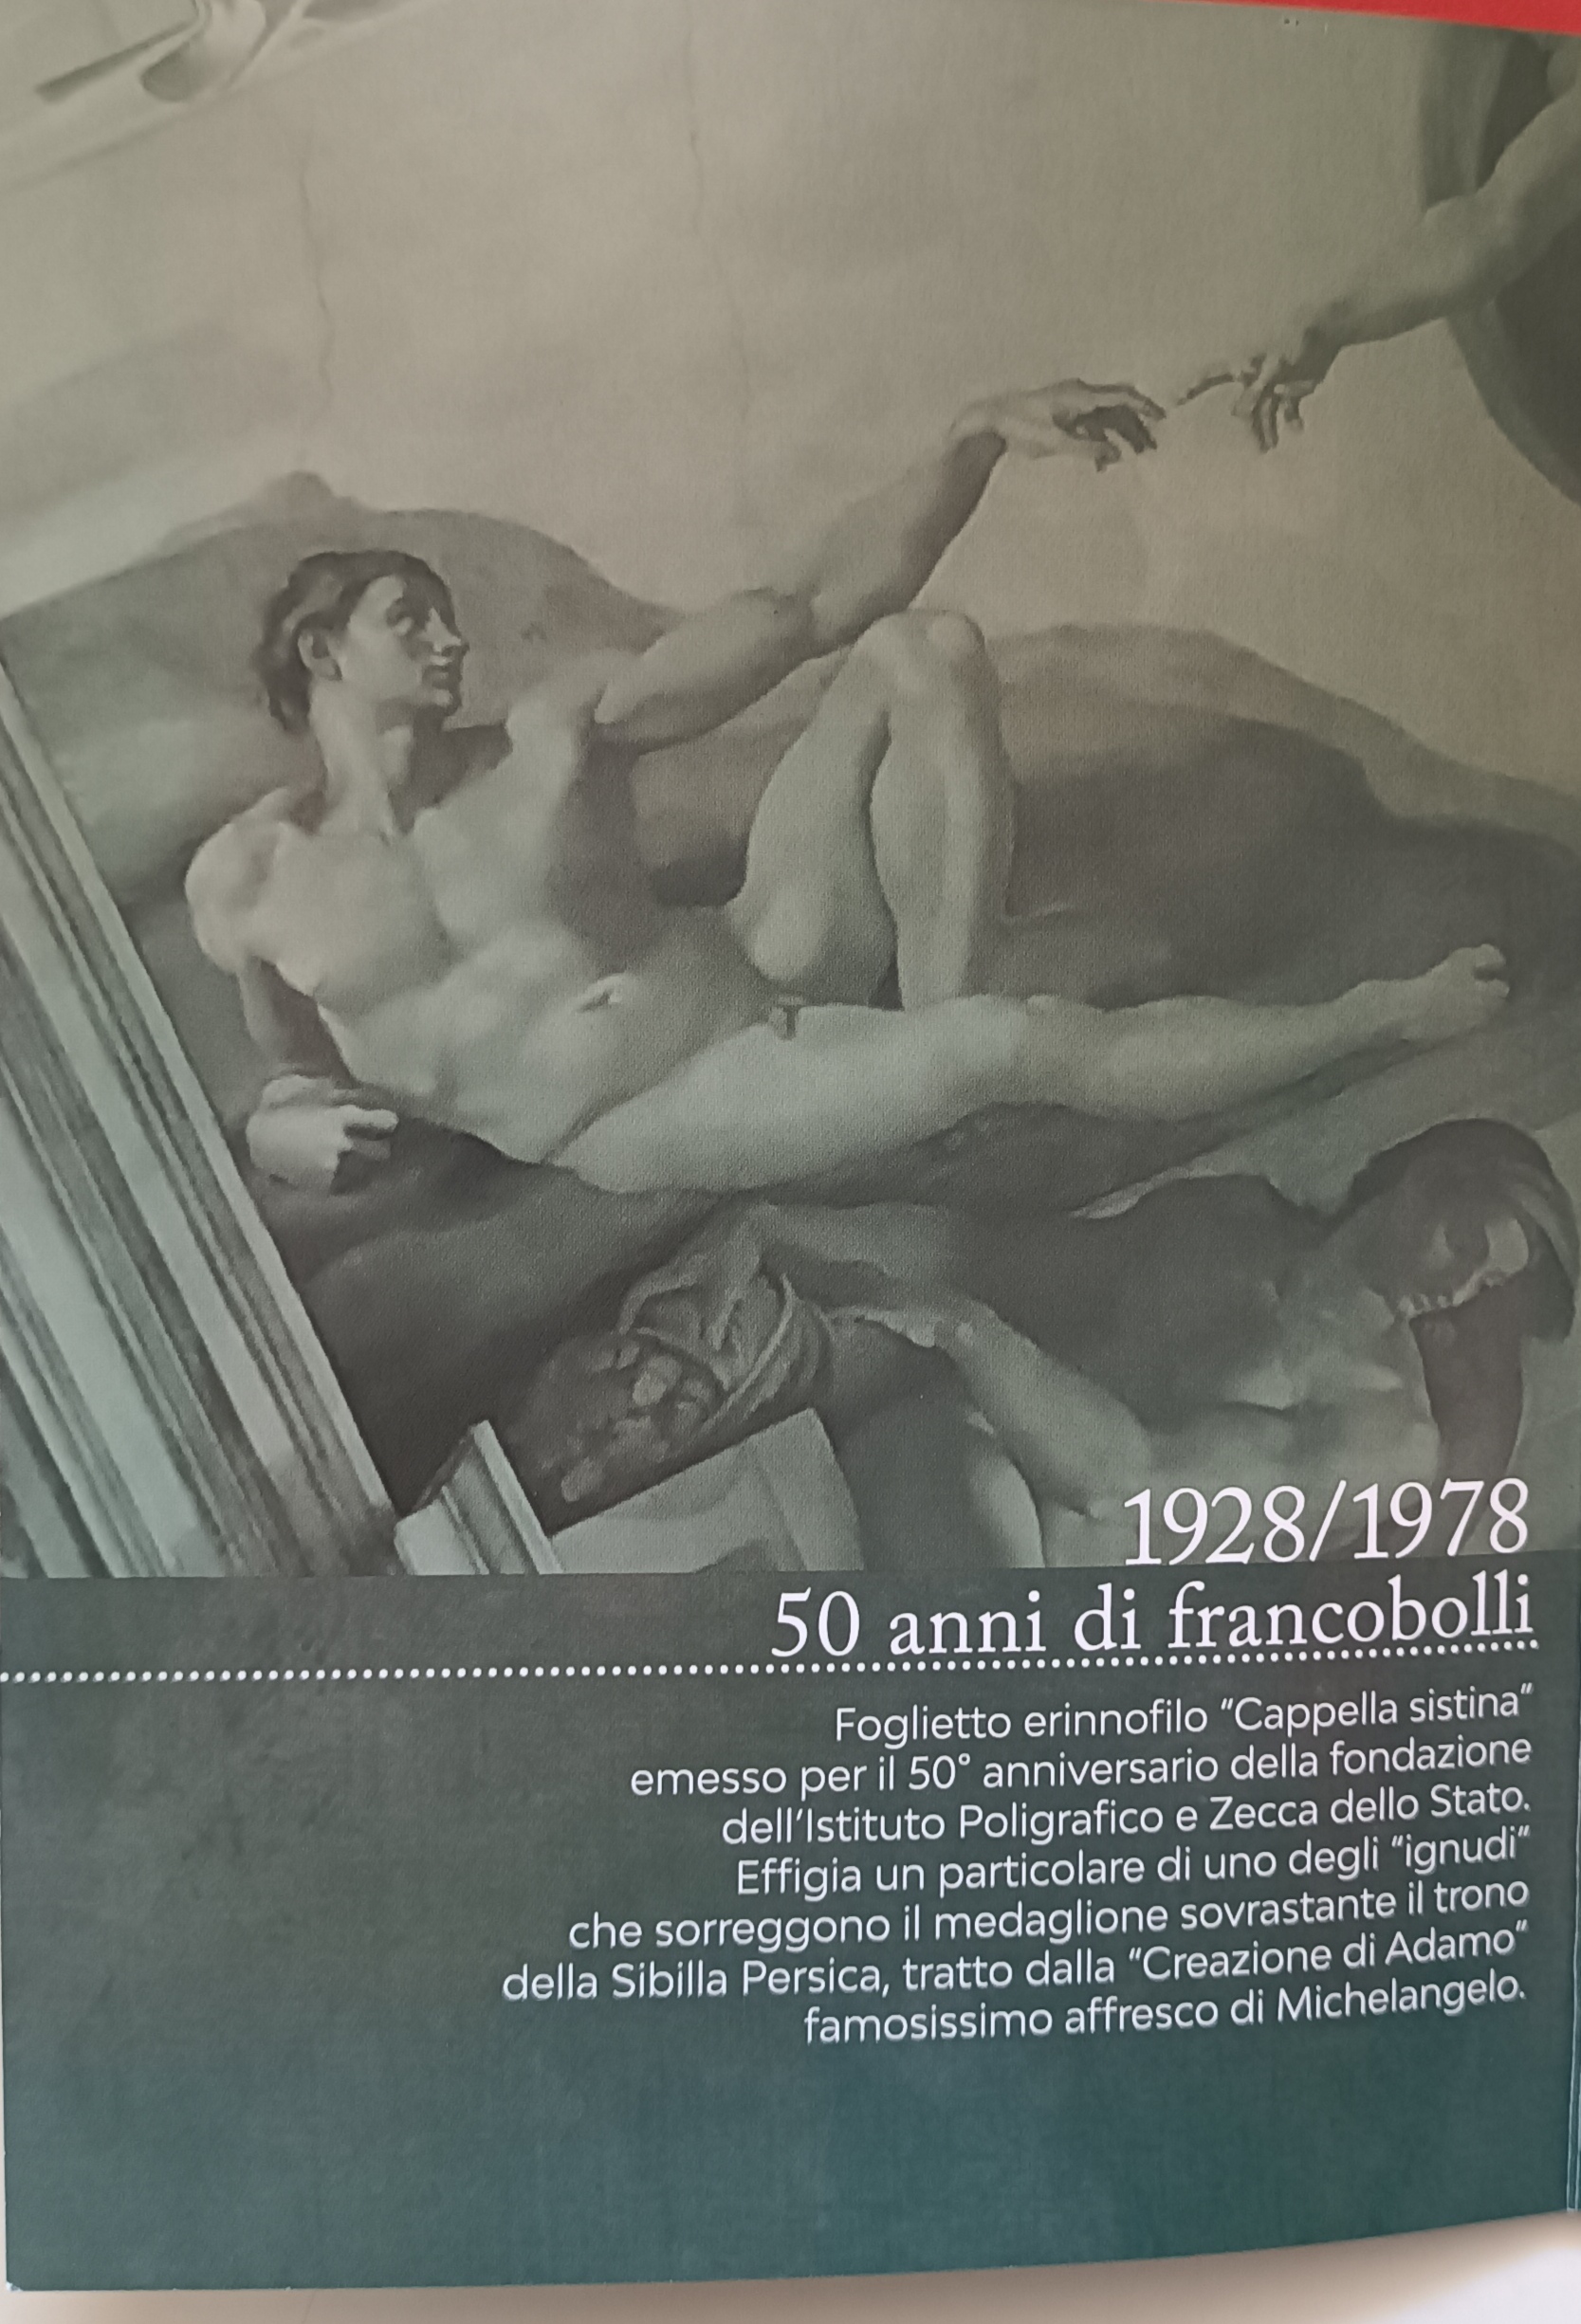 1928/1978
50 anni di francobolli
Foglietto erinnofilo "Cappella sistina"
emesso per il 50° anniversario della fondazione
dell'Istituto Poligrafico e Zecca dello Stato.
Effigia un particolare di uno degli "ignudi"
che sorreggono il medaglione sovrastante il trono
della Sibilla Persica, tratto dalla "Creazione di Adamo"
famosissimo affresco di Michelangelo.